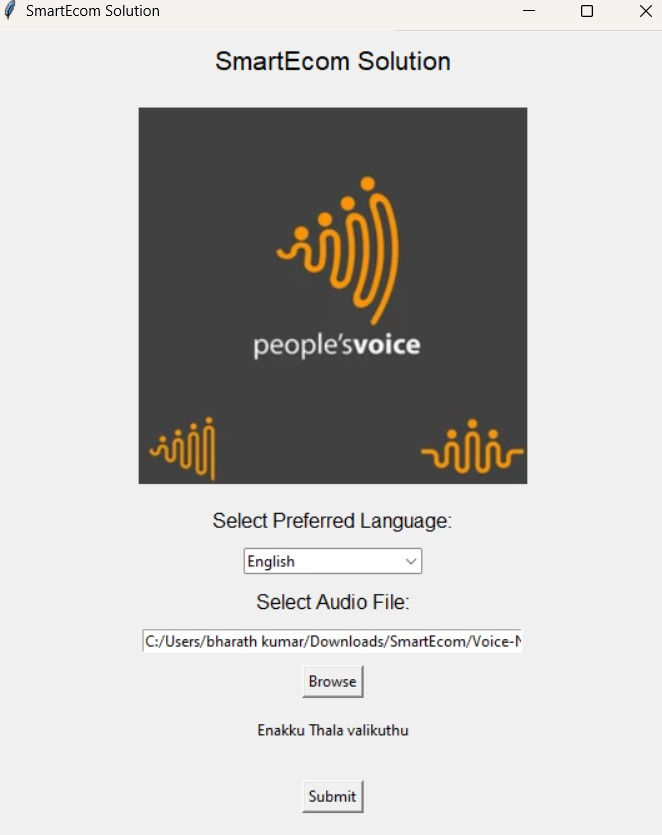 SmartEcom Solution
SmartEcom Solution
people'svoice
Select Preferred Language:
English
Select Audio File:
C:/Users/bharath kumar/Downloads/SmartEcom/Voice-
Browse
Enakku Thala valikuthu
Submit